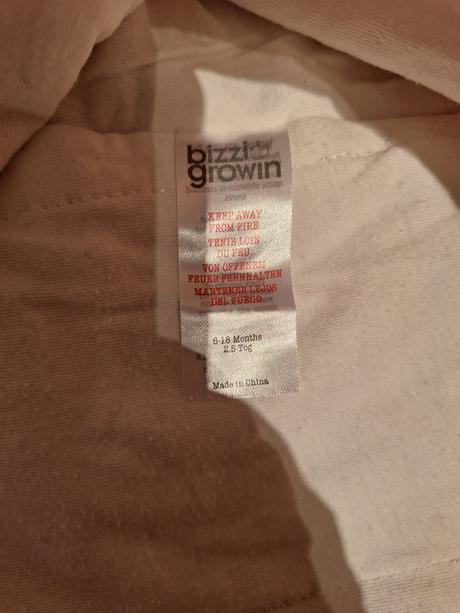 bizzi
growin
KEEP AWAY
FROM FIRE
TENIR LOIN
DU FEU
VON OFFENEM
FEUER FERNHALTEN
MANTENER LEJOS
DEL FUEGO
6-18 Months
2.5 Tog
Made in China